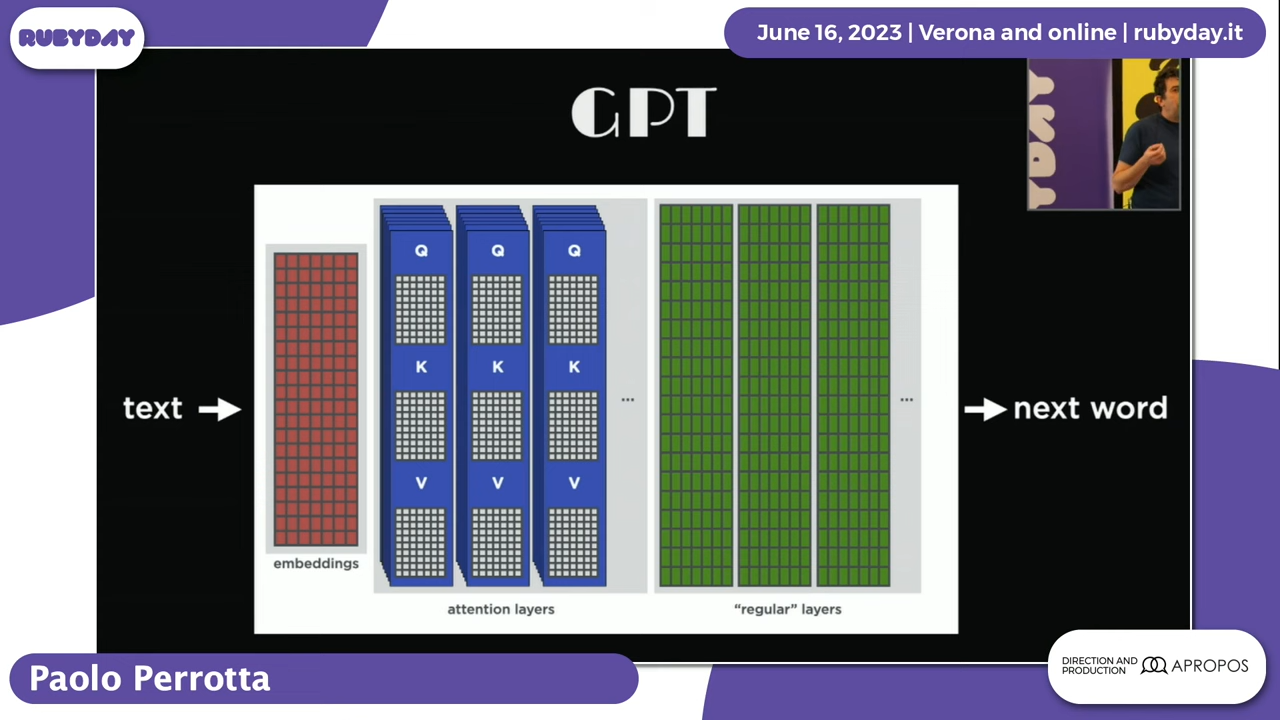 RUBYDAY
June 16, 2023 | Verona and online | rubyday.it
GPT
text
next word
Q
Q
Q
K
K
K
V
V
V
...
...
embeddings
attention layers
“regular” layers
Paolo Perrotta
DIRECTION AND
PRODUCTION
APROPOS